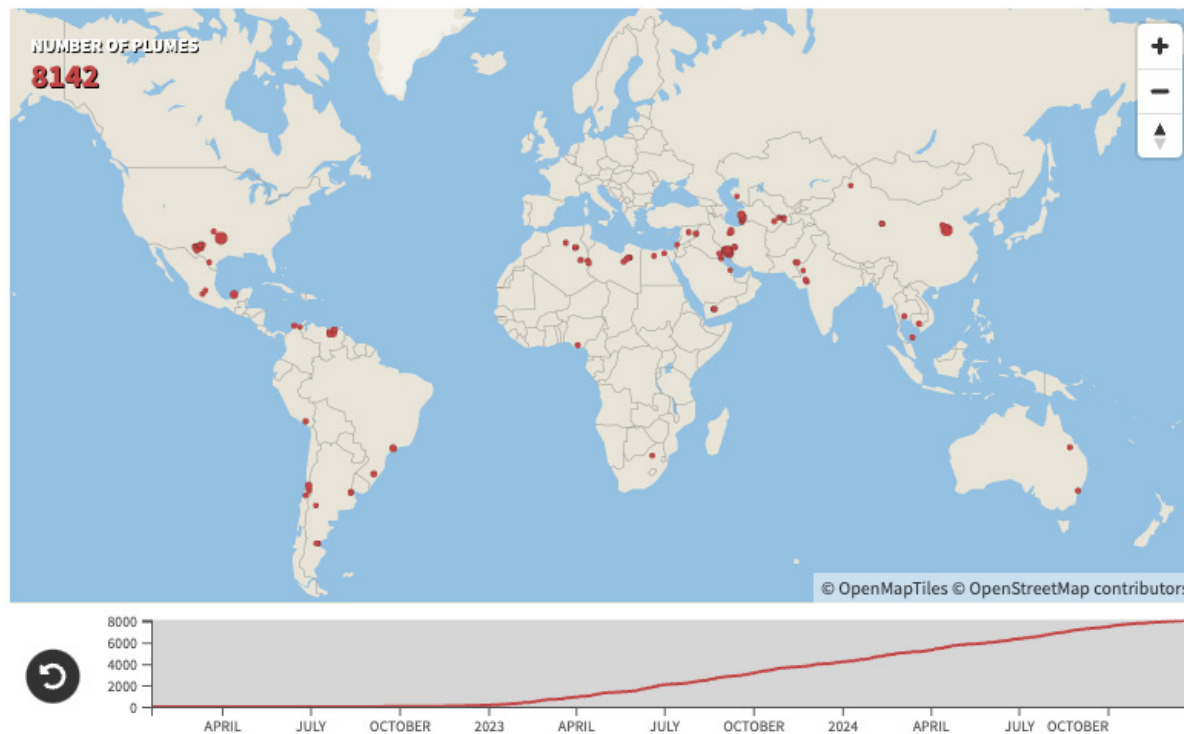 NUMBER OF PLUMES
8142
+
−
© OpenMapTiles © OpenStreetMap contributors
8000
6000
4000
2000
0
APRIL JULY OCTOBER 2023 APRIL JULY OCTOBER 2024 APRIL JULY OCTOBER